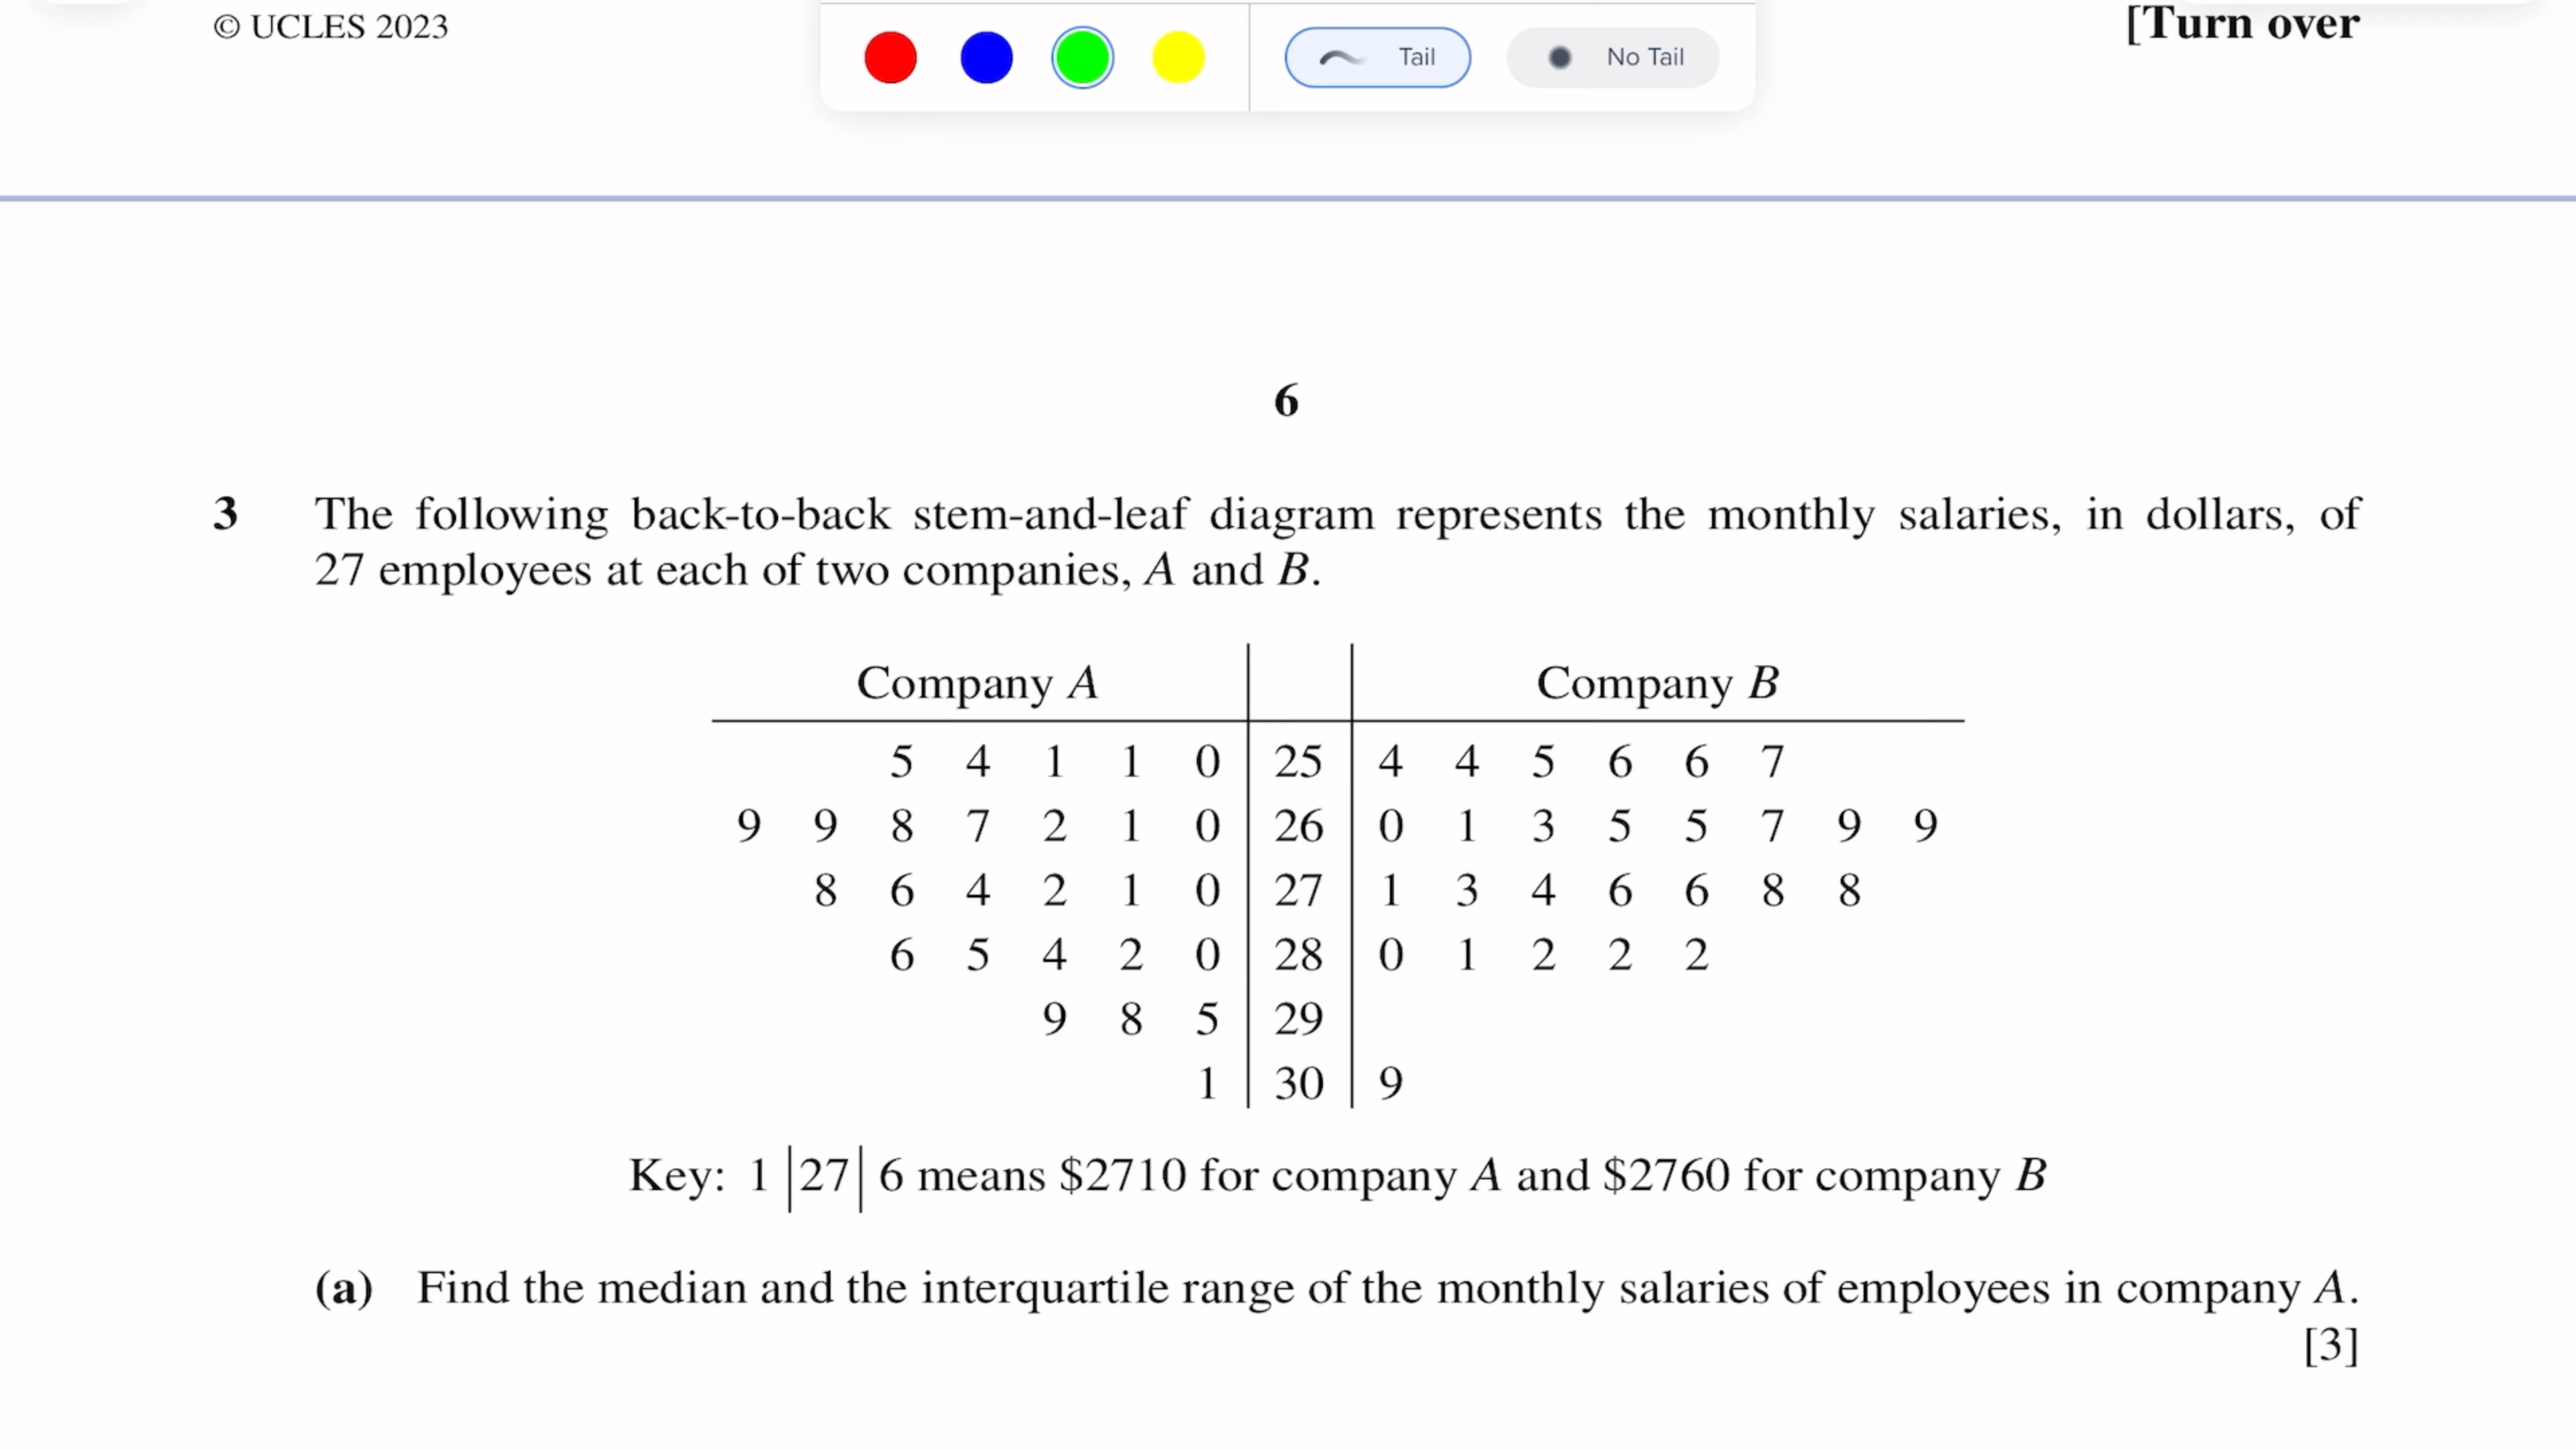 © UCLES 2023
[Turn over
Tail
No Tail
6
3 The following back-to-back stem-and-leaf diagram represents the monthly salaries, in dollars, of
27 employees at each of two companies, A and B.
Company A Company B
5 4 1 1 0 25 4 4 5 6 6 7
9 9 8 7 2 1 0 26 0 1 3 5 5 7 9 9
8 6 4 2 1 0 27 1 3 4 6 6 8 8
6 5 4 2 0 28 0 1 2 2 2
9 8 5 29
1 30 9
Key: 1 |27| 6 means $2710 for company A and $2760 for company B
(a) Find the median and the interquartile range of the monthly salaries of employees in company A.
[3]